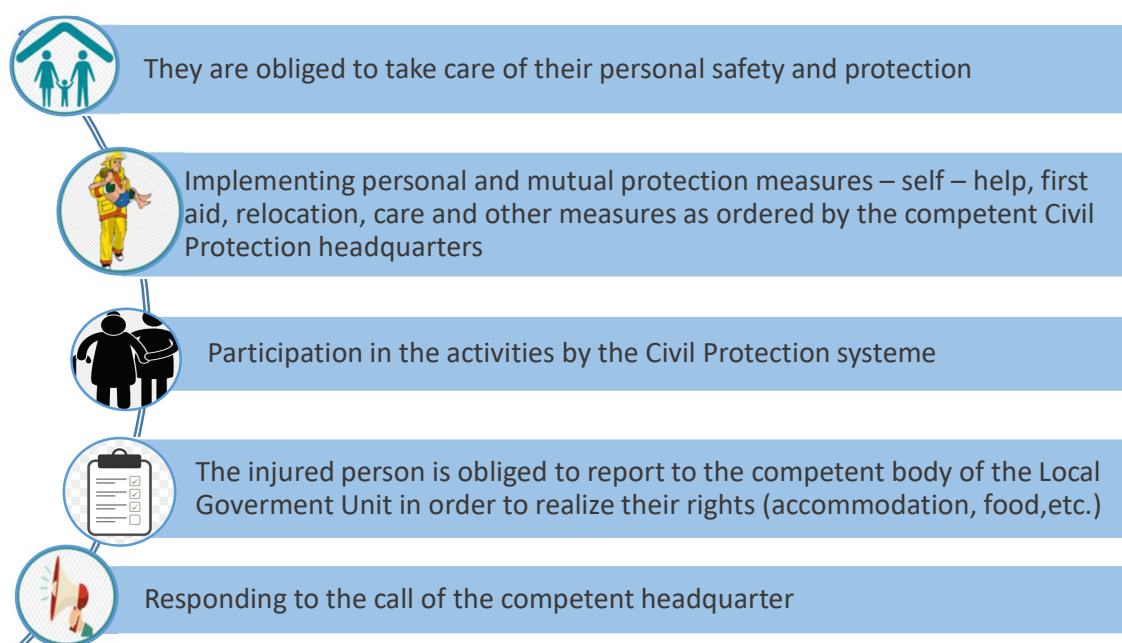 They are obliged to take care of their personal safety and protection
Implementing personal and mutual protection measures – self – help, first
aid, relocation, care and other measures as ordered by the competent Civil
Protection headquarters
Participation in the activities by the Civil Protection systeme
The injured person is obliged to report to the competent body of the Local
Goverment Unit in order to realize their rights (accommodation, food,etc.)
Responding to the call of the competent headquarter